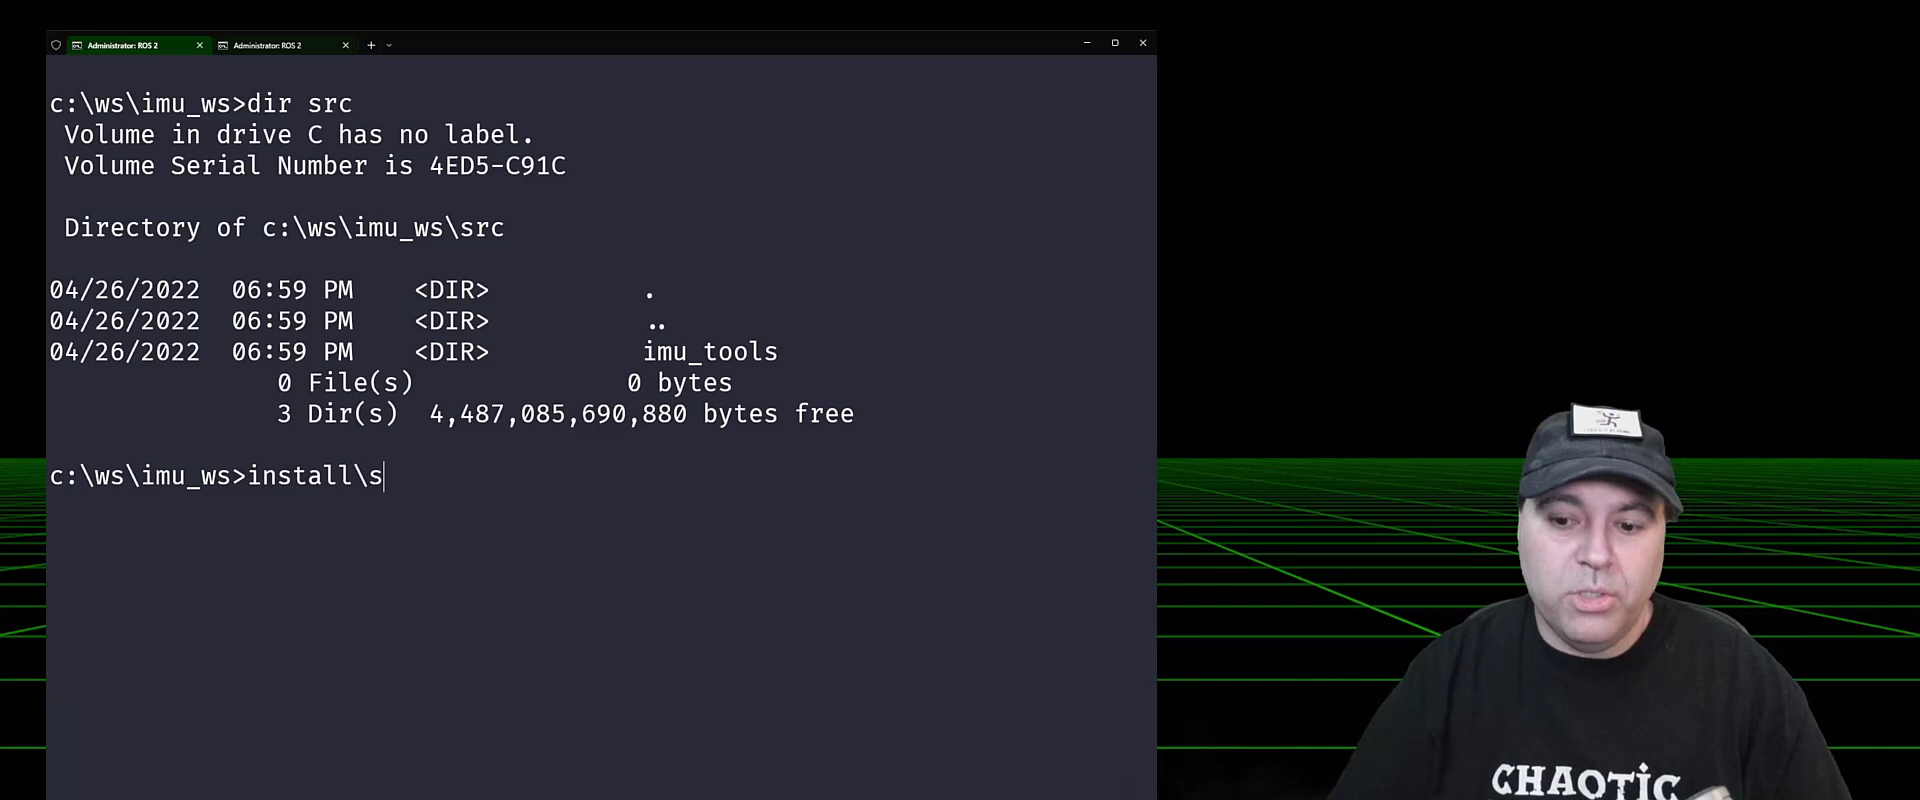 Administrator: ROS 2
Administrator: ROS 2
c:\ws\imu_ws>dir src
Volume in drive C has no label.
Volume Serial Number is 4ED5-C91C
Directory of c:\ws\imu_ws\src
04/26/2022 06:59 PM <DIR> .
04/26/2022 06:59 PM <DIR> ..
04/26/2022 06:59 PM <DIR> imu_tools
0 File(s) 0 bytes
3 Dir(s) 4,487,085,690,880 bytes free
c:\ws\imu_ws>install\s
CHAOTIC